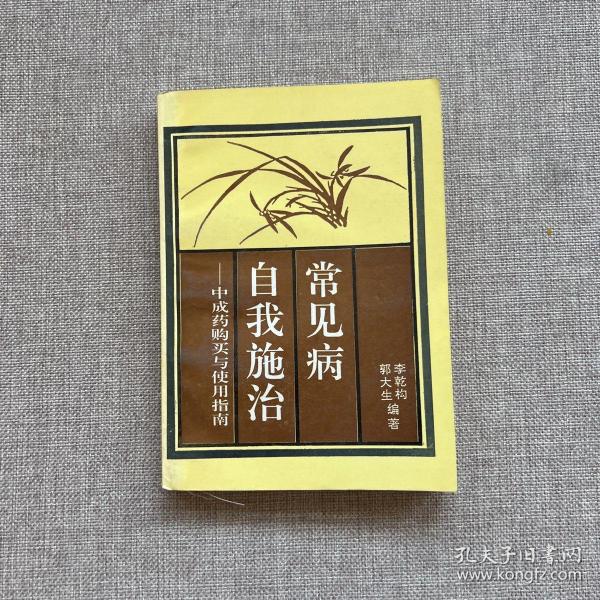 常见病
自我施治
——中成药购买与使用指南
李乾构
郭大生
编著
孔夫子旧書网
www.kongfz.com